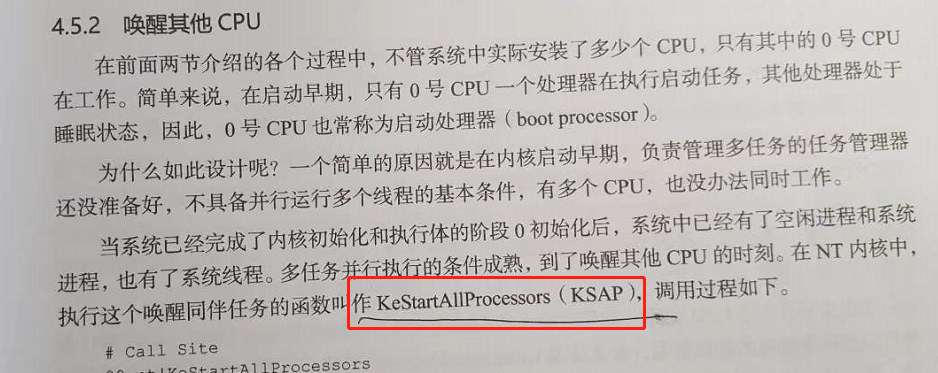 4.5.2 唤醒其他 CPU
在前面两节介绍的各个过程中，不管系统中实际安装了多少个 CPU，只有其中的 0 号 CPU
在工作。简单来说，在启动早期，只有 0 号 CPU 一个处理器在执行启动任务，其他处理器处于
睡眠状态，因此，0 号 CPU 也常称为启动处理器（boot processor）。
为什么如此设计呢？一个简单的原因就是在内核启动早期，负责管理多任务的任务管理器
还没准备好，不具备并行运行多个线程的基本条件，有多个 CPU，也没办法同时工作。
当系统已经完成了内核初始化和执行体的阶段 0 初始化后，系统中已经有了空闲进程和系统
进程，也有了系统线程。多任务并行执行的条件成熟，到了唤醒其他 CPU 的时刻。在 NT 内核中，
执行这个唤醒同伴任务的函数叫作 KeStartAllProcessors（KSAP），调用过程如下。
# Call Site
KeStartAllProcessors